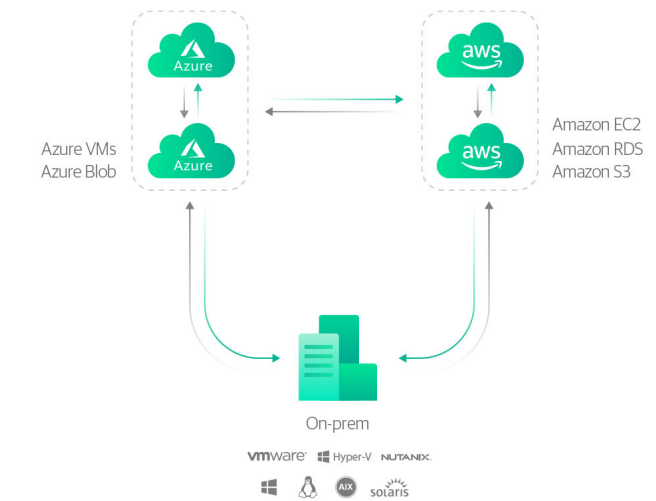 Azure
aws
Azure
aws
Azure VMs
Azure Blob
Amazon EC2
Amazon RDS
Amazon S3
On-prem
vmware
Hyper-V
NUTANIX
AIX
solaris